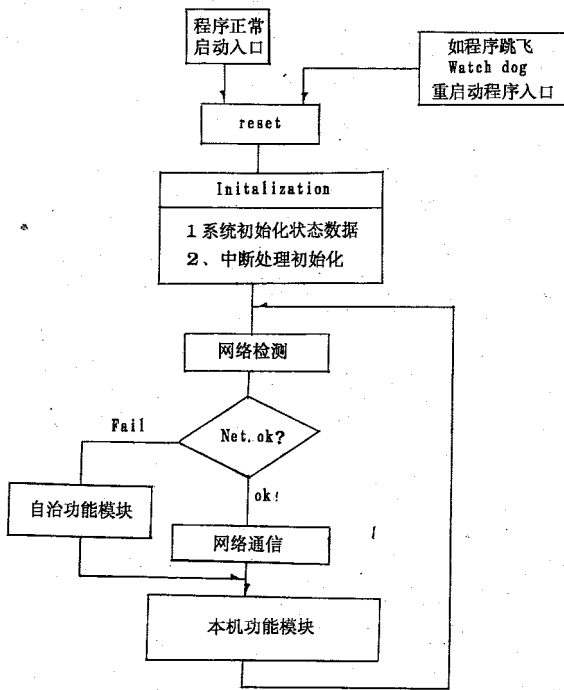 程序正常
启动入口
如程序跳飞
Watch dog
重启动程序入口
reset
Initalization
1系统初始化状态数据
2、中断处理初始化
网络检测
Net.ok?
Fail
ok!
自治功能模块
网络通信
本机功能模块